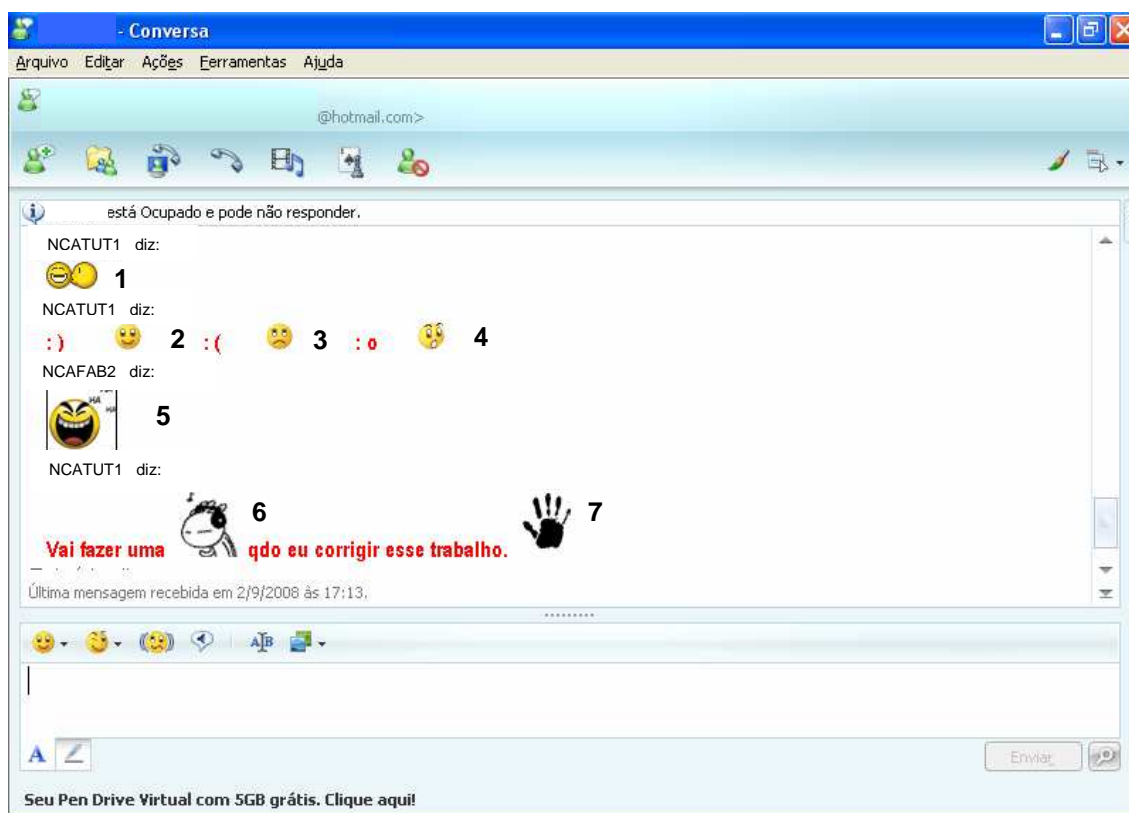 - Conversa
Arquivo Editar Ações Ferramentas Ajuda
@hotmail.com>
está Ocupado e pode não responder.
NCATUT1 diz:
1
NCATUT1 diz:
:) 2 :( 3 :o 4
NCAFAB2 diz:
HA HA
5
NCATUT1 diz:
6 7
Vai fazer uma qdo eu corrigir esse trabalho.
Última mensagem recebida em 2/9/2008 às 17:13.
A
Enviar
Seu Pen Drive Virtual com 5GB grátis. Clique aqui!